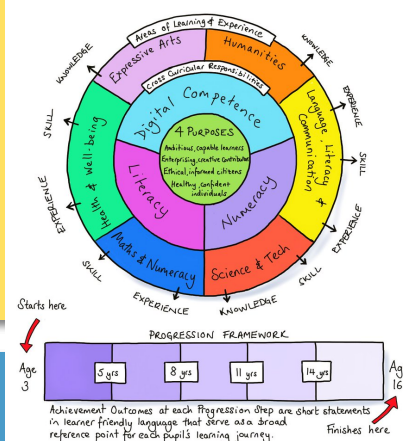 Areas of Learning & Experience
Expressive Arts
Humanities
KNOWLEDGE
KNOWLEDGE
Cross Curricular Responsibilities
Digital Competence
EXPERIENCE
SKILL
Health & Well-being
4 PURPOSES
Ambitious, capable learners
Enterprising, creative contributors
Ethical, informed citizens
Healthy, confident
individuals
Language, Literacy &
Communication
SKILL
Literacy
Numeracy
EXPERIENCE
EXPERIENCE
Maths & Numeracy
Science & Tech
SKILL
SKILL
EXPERIENCE
KNOWLEDGE
Starts here
PROGRESSION FRAMEWORK
Age
3
5 yrs
8 yrs
11 yrs
14 yrs
Ag
16
Achievement Outcomes at each Progression Step are short statements
in learner friendly language that serve as a broad
reference point for each pupil's learning journey.
Finishes here